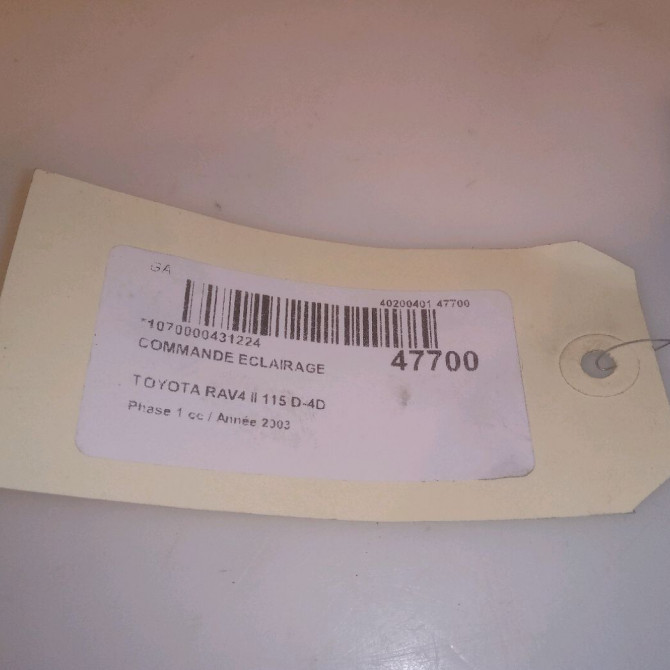 GA
40200401 47700
*1070000431224
COMMANDE ECLAIRAGE
47700
TOYOTA RAV4 II 115 D-4D
Phase 1 cc / Année 2003